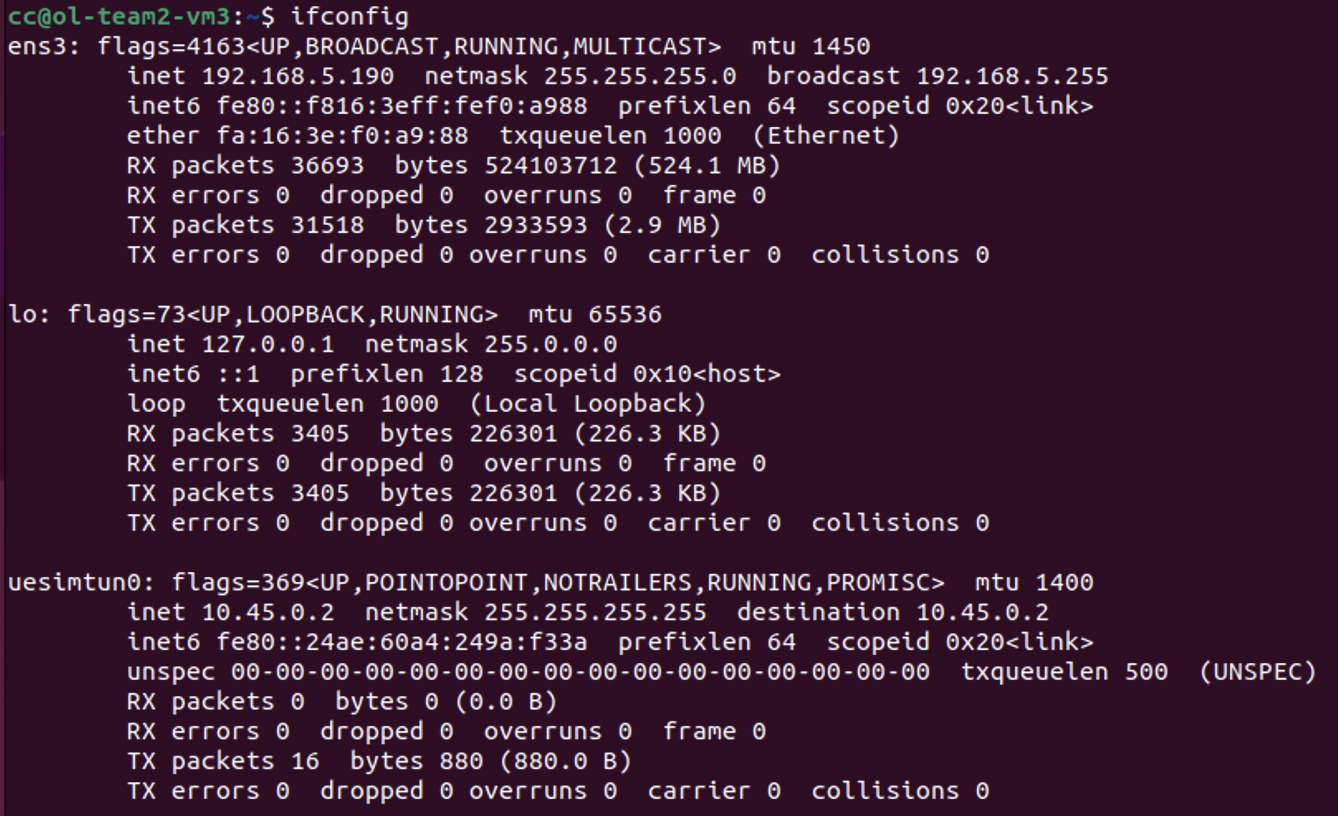 cc@ol-team2-vm3:~$ ifconfig
ens3: flags=4163<UP,BROADCAST,RUNNING,MULTICAST>  mtu 1450
        inet 192.168.5.190  netmask 255.255.255.0  broadcast 192.168.5.255
        inet6 fe80::f816:3eff:fef0:a988  prefixlen 64  scopeid 0x20<link>
        ether fa:16:3e:f0:a9:88  txqueuelen 1000  (Ethernet)
        RX packets 36693  bytes 524103712 (524.1 MB)
        RX errors 0  dropped 0  overruns 0  frame 0
        TX packets 31518  bytes 2933593 (2.9 MB)
        TX errors 0  dropped 0 overruns 0  carrier 0  collisions 0

lo: flags=73<UP,LOOPBACK,RUNNING>  mtu 65536
        inet 127.0.0.1  netmask 255.0.0.0
        inet6 ::1  prefixlen 128  scopeid 0x10<host>
        loop  txqueuelen 1000  (Local Loopback)
        RX packets 3405  bytes 226301 (226.3 KB)
        RX errors 0  dropped 0  overruns 0  frame 0
        TX packets 3405  bytes 226301 (226.3 KB)
        TX errors 0  dropped 0 overruns 0  carrier 0  collisions 0

uesimtun0: flags=369<UP,POINTOPOINT,NOTRAILERS,RUNNING,PROMISC>  mtu 1400
        inet 10.45.0.2  netmask 255.255.255.255  destination 10.45.0.2
        inet6 fe80::24ae:60a4:249a:f33a  prefixlen 64  scopeid 0x20<link>
        unspec 00-00-00-00-00-00-00-00-00-00-00-00-00-00-00-00  txqueuelen 500  (UNSPEC)
        RX packets 0  bytes 0 (0.0 B)
        RX errors 0  dropped 0  overruns 0  frame 0
        TX packets 16  bytes 880 (880.0 B)
        TX errors 0  dropped 0 overruns 0  carrier 0  collisions 0